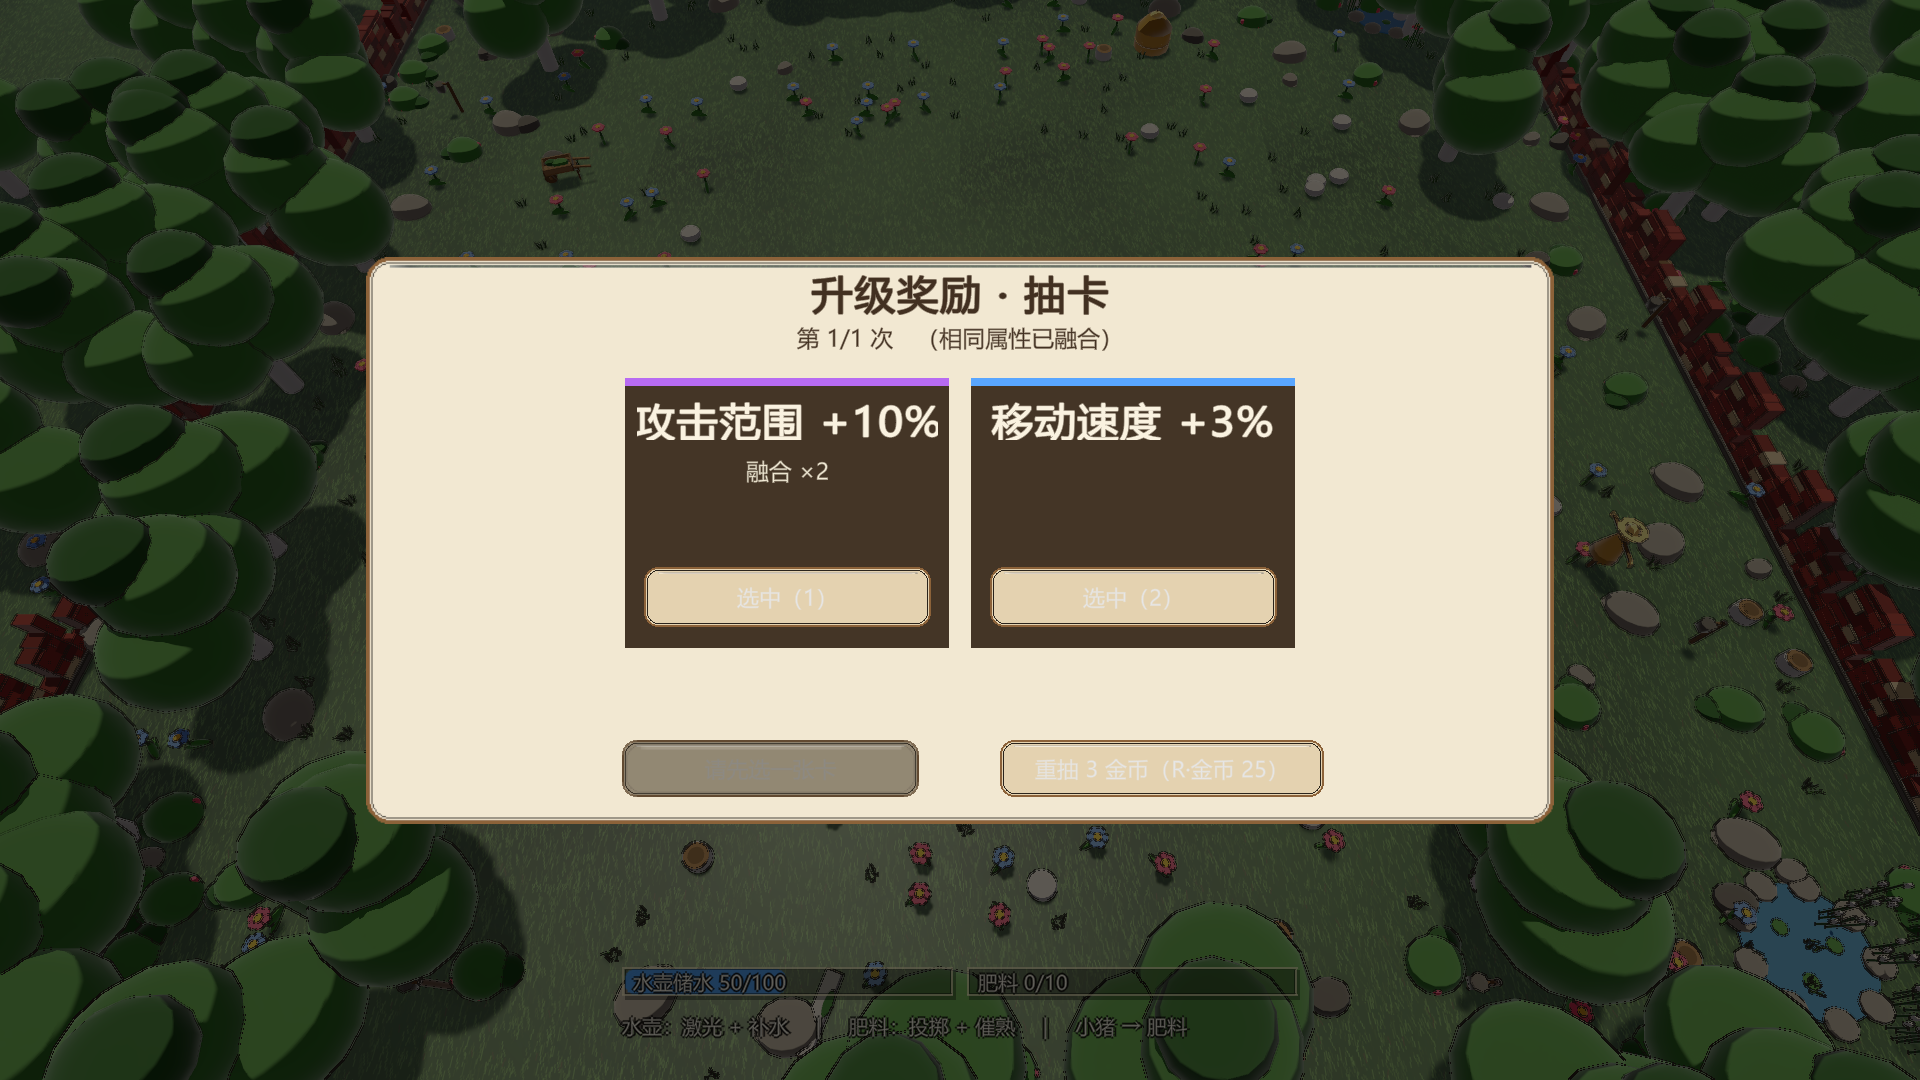 升级奖励 · 抽卡
第 1/1 次 （相同属性已融合）
攻击范围 +10%
融合 ×2
选中（1）
移动速度 +3%
选中（2）
重抽 3 金币（R·金币 25）
水壶储水 50/100
肥料 0/10
水壶：激光 + 补水 | 肥料：投掷 + 催熟 | 小猪 → 肥料